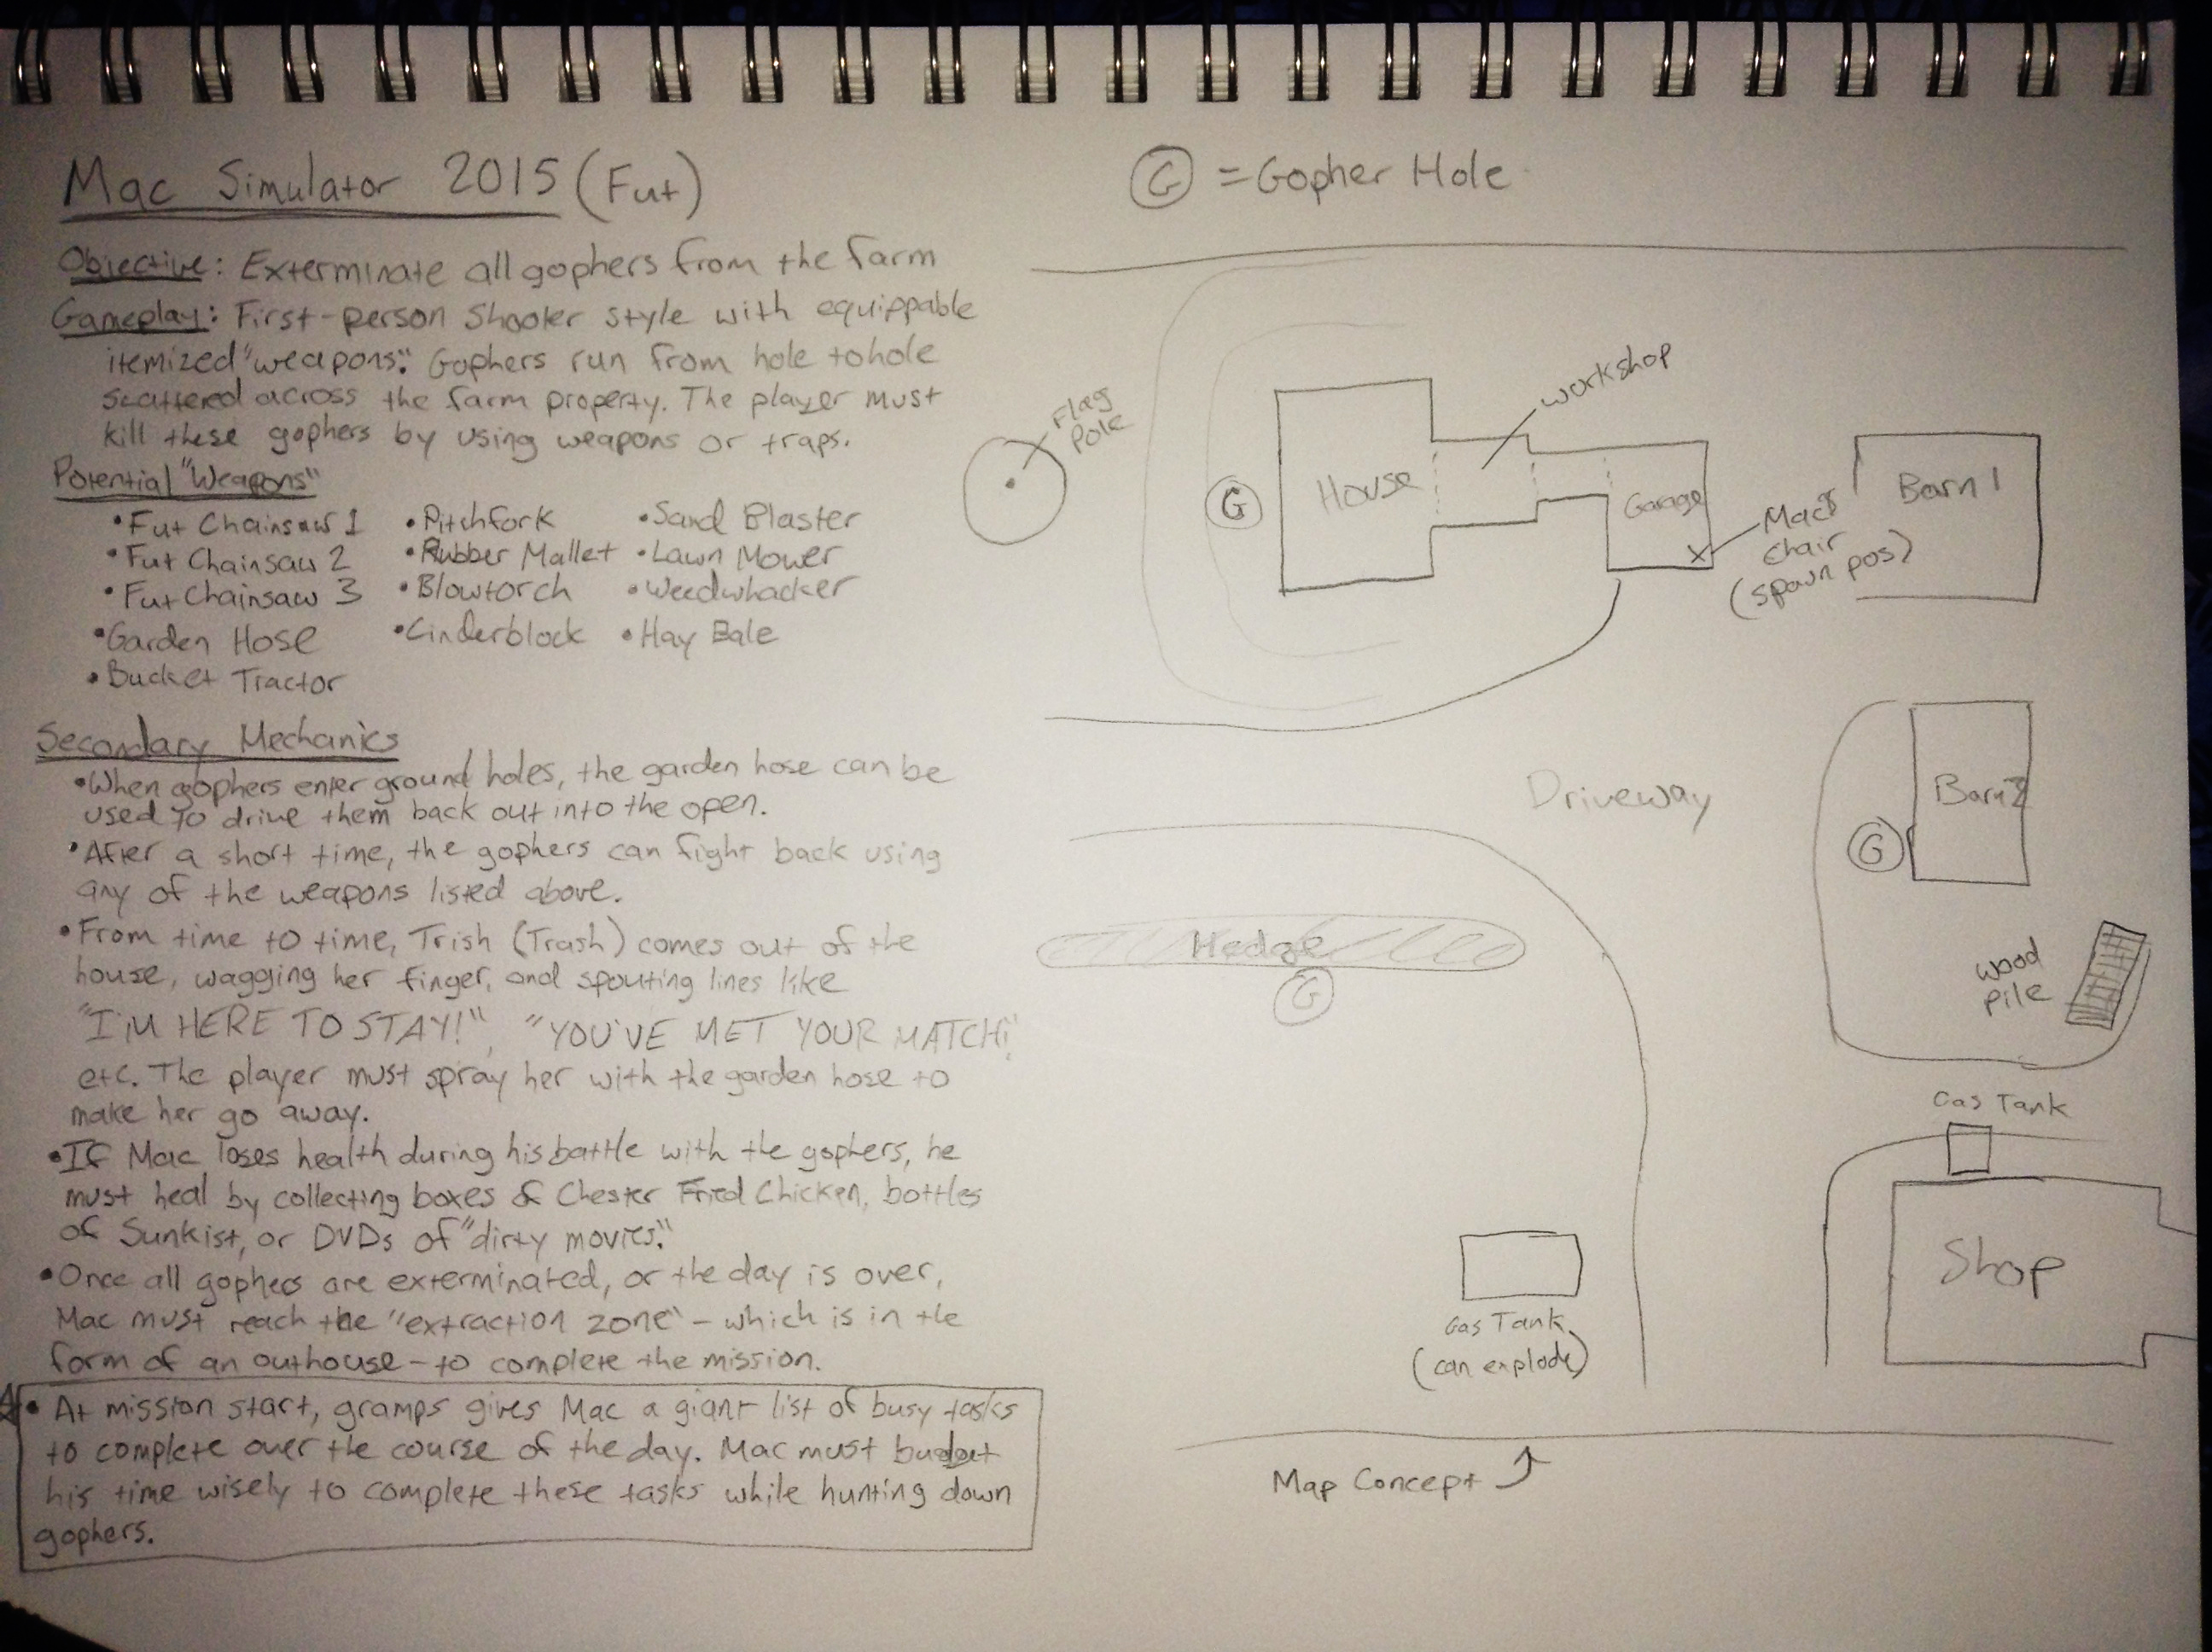 Mac Simulator 2015 (Fut)
Objective: Exterminate all gophers from the farm
Gameplay: First-person Shooter style with equippable
itemized "weapons". Gophers run from hole to hole
scattered across the farm property. The player must
kill these gophers by using weapons or traps.
Potential "Weapons"
• Fut Chainsaw 1 • Pitchfork • Sand Blaster
• Fut Chainsaw 2 • Rubber Mallet • Lawn Mower
• Fut Chainsaw 3 • Blowtorch • Weedwhacker
• Garden Hose • Cinderblock • Hay Bale
• Bucket Tractor
Secondary Mechanics
• When gophers enter ground holes, the garden hose can be
used to drive them back out into the open.
• After a short time, the gophers can fight back using
any of the weapons listed above.
• From time to time, Trish (Trash) comes out of the
house, wagging her finger, and spouting lines like
"I'M HERE TO STAY!", "YOU'VE MET YOUR MATCH!"
etc. The player must spray her with the garden hose to
make her go away.
• If Mac loses health during his battle with the gophers, he
must heal by collecting boxes of Chester Fried Chicken, bottles
of Sunkist, or DVDs of "dirty movies."
• Once all gophers are exterminated, or the day is over,
Mac must reach the "extraction zone" - which is in the
form of an outhouse - to complete the mission.
• At mission start, gramps gives Mac a giant list of busy tasks
to complete over the course of the day. Mac must budget
his time wisely to complete these tasks while hunting down
gophers.
G = Gopher Hole
Flag
Pole
workshop
G
House
Garage
Mac's
chair
(spawn pos)
Barn 1
Driveway
Barn 2
G
Hedge
G
wood
pile
Gas Tank
Shop
Gas Tank
(can explode)
Map Concept